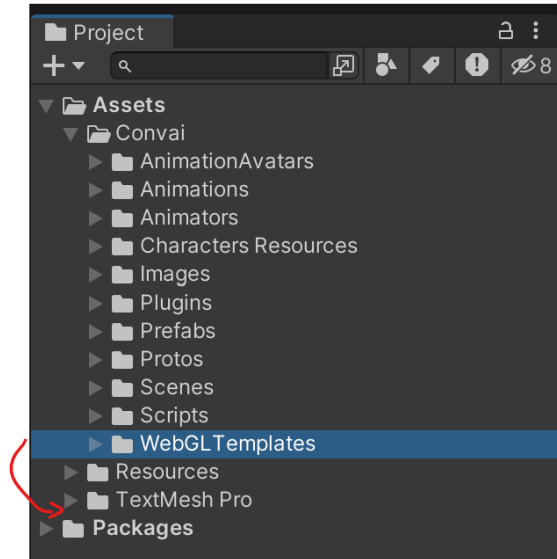 Project
8
Assets
Convai
AnimationAvatars
Animations
Animators
Characters Resources
Images
Plugins
Prefabs
Protos
Scenes
Scripts
WebGLTemplates
Resources
TextMesh Pro
Packages